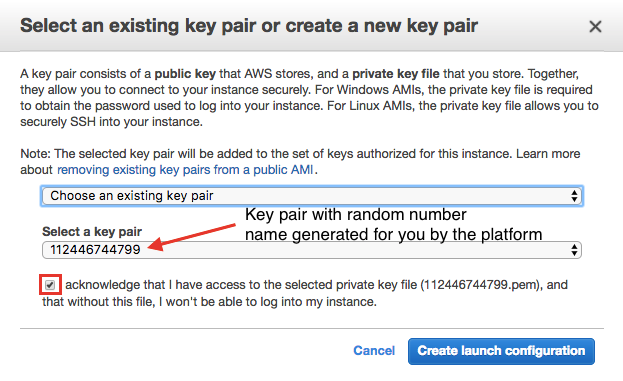 Select an existing key pair or create a new key pair
A key pair consists of a public key that AWS stores, and a private key file that you store. Together,
they allow you to connect to your instance securely. For Windows AMIs, the private key file is required
to obtain the password used to log into your instance. For Linux AMIs, the private key file allows you to
securely SSH into your instance.
Note: The selected key pair will be added to the set of keys authorized for this instance. Learn more
about removing existing key pairs from a public AMI.
Choose an existing key pair
Select a key pair
112446744799
Key pair with random number
name generated for you by the platform
acknowledge that I have access to the selected private key file (112446744799.pem), and
that without this file, I won't be able to log into my instance.
Cancel
Create launch configuration